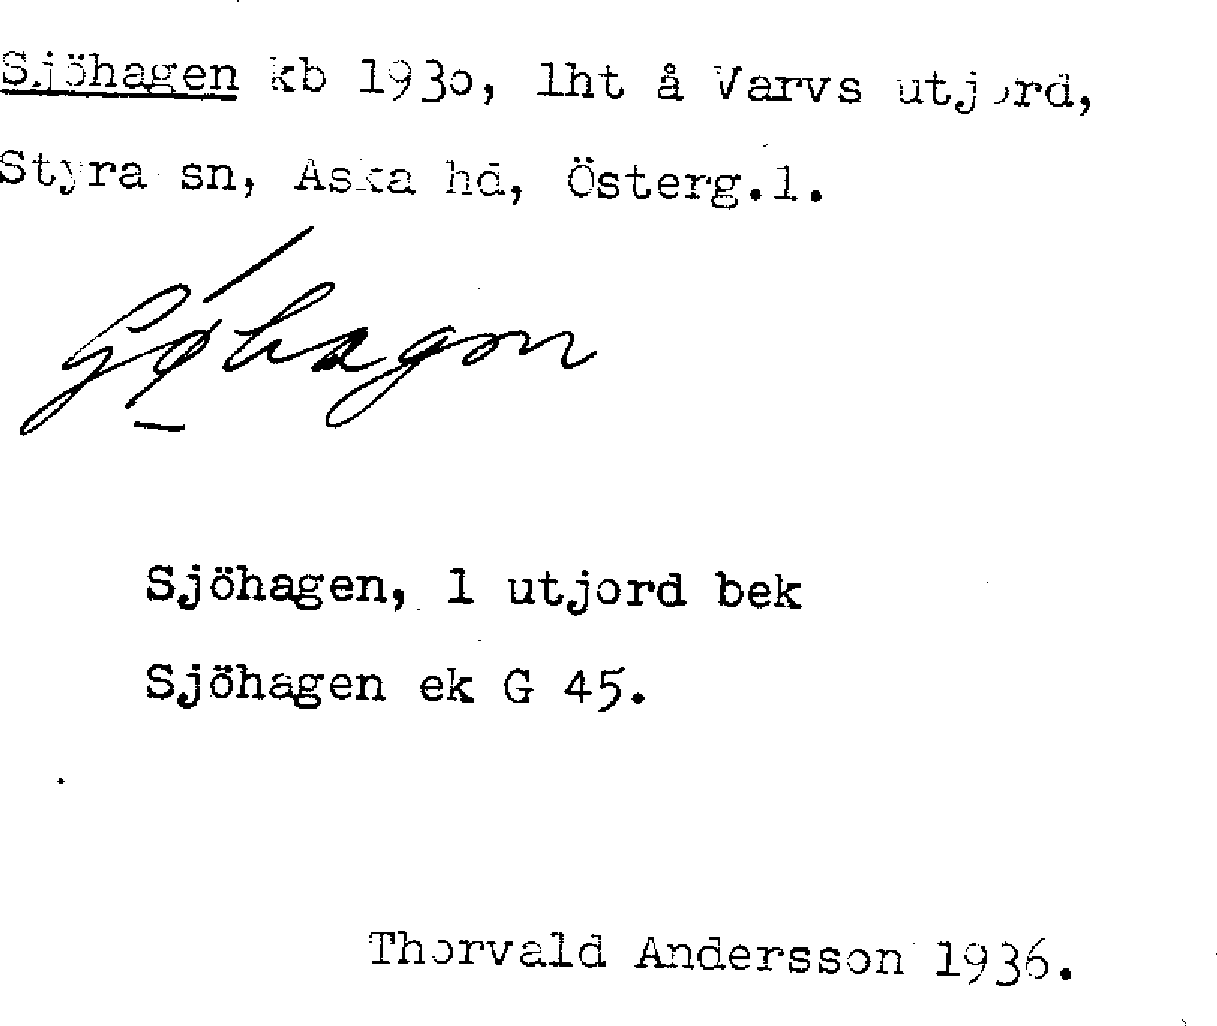 Sjöhagen kb 1930, lht å Varvs utjord,
Styra sn, Aska hd, Österg.l.
Sjöhagen, 1 utjord bek
Sjöhagen ek G 45.
Thorvald Andersson 1936.